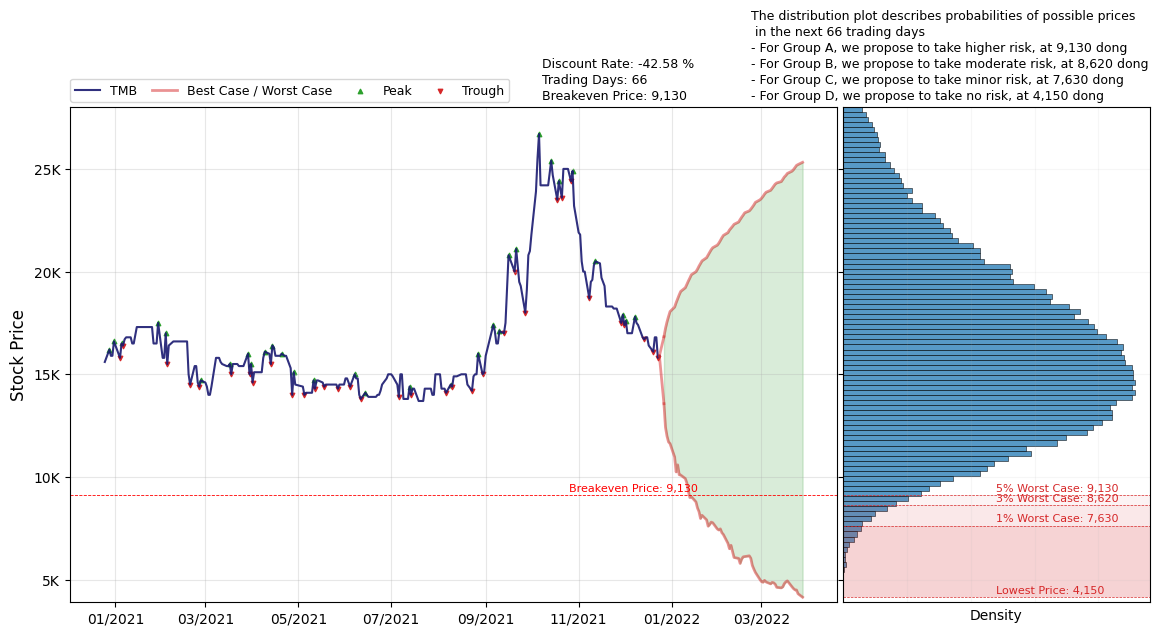 The distribution plot describes probabilities of possible prices
in the next 66 trading days
- For Group A, we propose to take higher risk, at 9,130 dong
- For Group B, we propose to take moderate risk, at 8,620 dong
- For Group C, we propose to take minor risk, at 7,630 dong
- For Group D, we propose to take no risk, at 4,150 dong
Discount Rate: -42.58 %
Trading Days: 66
Breakeven Price: 9,130
TMB
Best Case / Worst Case
Peak
Trough
Stock Price
25K
20K
15K
10K
5K
Breakeven Price: 9,130
5% Worst Case: 9,130
3% Worst Case: 8,620
1% Worst Case: 7,630
Lowest Price: 4,150
01/2021
03/2021
05/2021
07/2021
09/2021
11/2021
01/2022
03/2022
Density